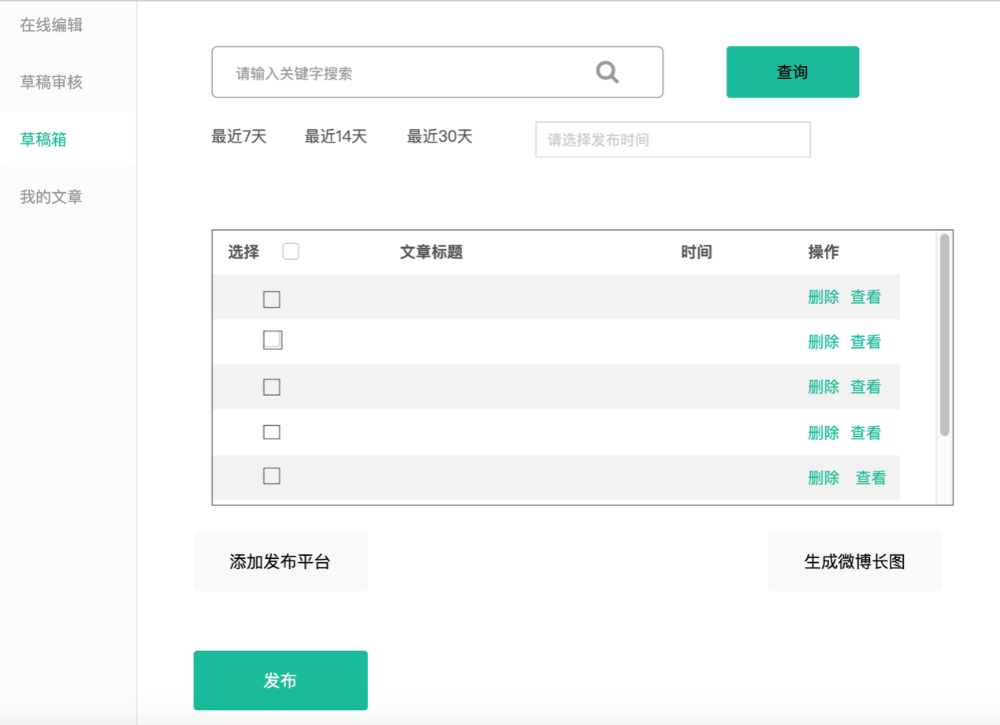 在线编辑
草稿审核
草稿箱
我的文章
请输入关键字搜索
查询
最近7天 最近14天 最近30天
请选择发布时间
选择 文章标题 时间 操作
删除 查看
删除 查看
删除 查看
删除 查看
删除 查看
添加发布平台
生成微博长图
发布